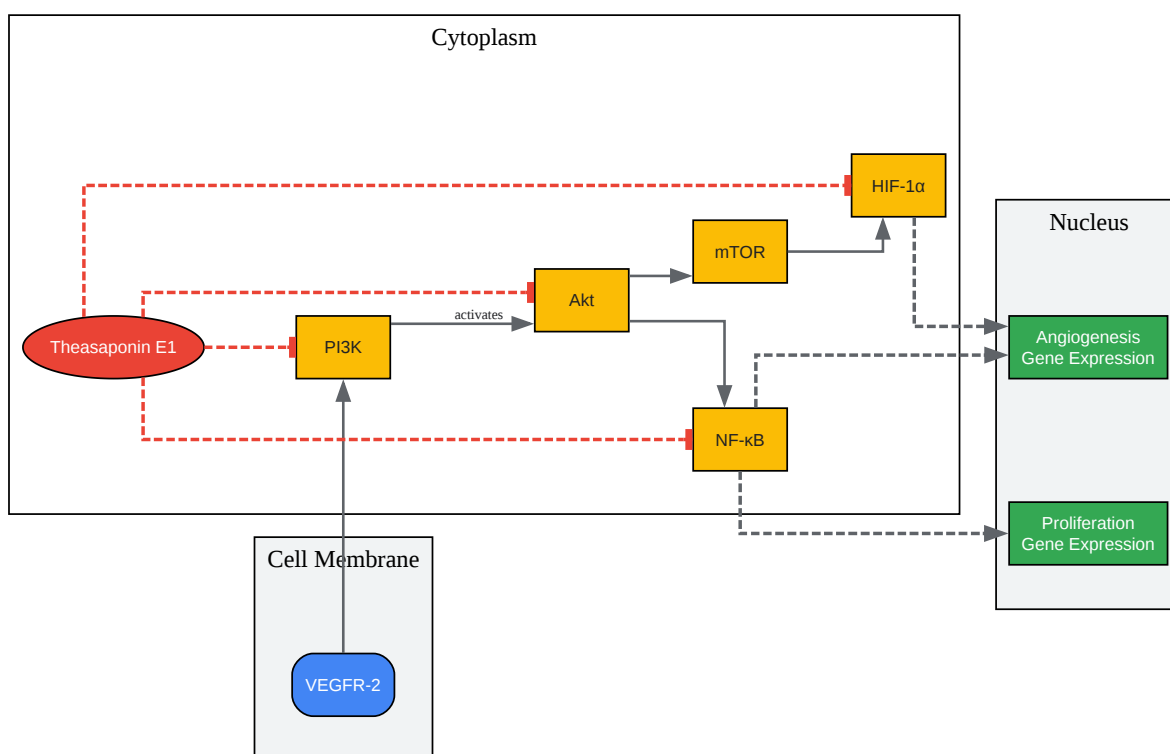 Cytoplasm
HIF-1α
Nucleus
mTOR
Akt
activates
Theasaponin E1
PI3K
Angiogenesis
Gene Expression
NF-κB
Proliferation
Gene Expression
Cell Membrane
VEGFR-2